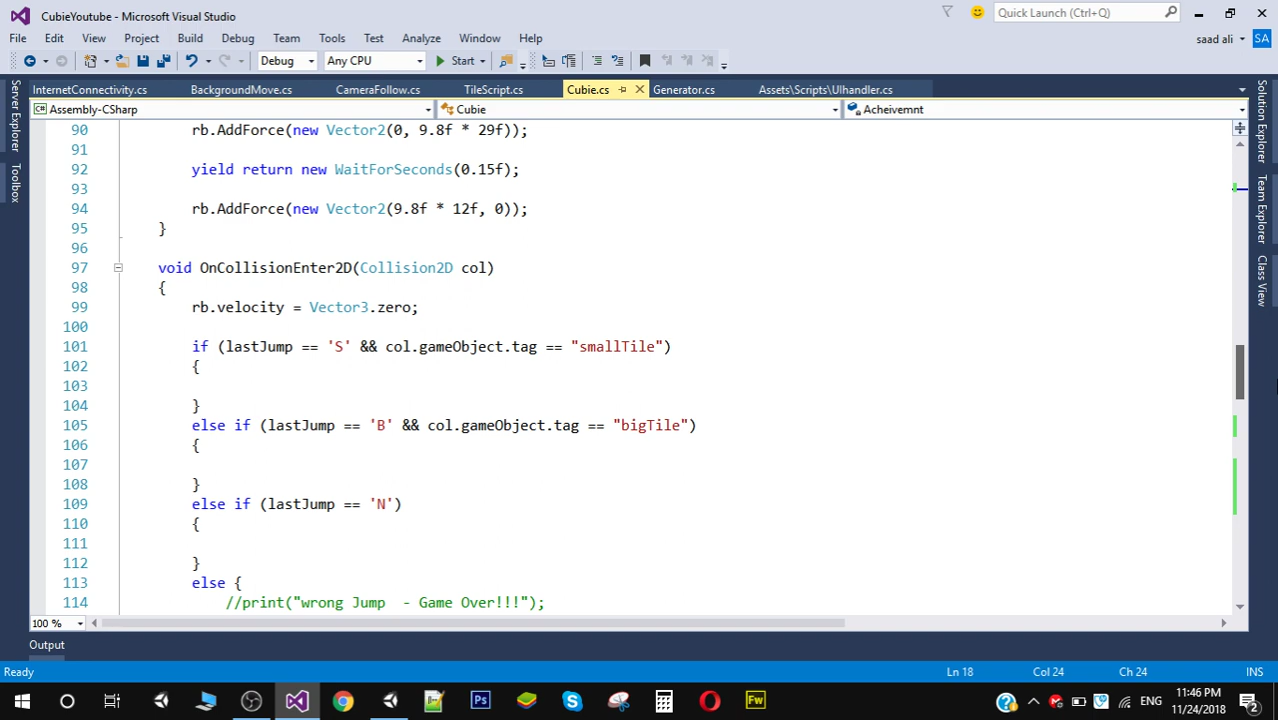 CubieYoutube - Microsoft Visual Studio
Quick Launch (Ctrl+Q)
File Edit View Project Build Debug Team Tools Test Analyze Window Help
saad ali SA
Debug Any CPU Start
InternetConnectivity.cs BackgroundMove.cs CameraFollow.cs TileScript.cs Cubie.cs Generator.cs Assets\Scripts\UIhandler.cs
Assembly-CSharp Cubie Acheivemnt
Server Explorer
Toolbox
Solution Explorer
Team Explorer
Class View
90 rb.AddForce(new Vector2(0, 9.8f * 29f));
91
92 yield return new WaitForSeconds(0.15f);
93
94 rb.AddForce(new Vector2(9.8f * 12f, 0));
95 }
96
97 void OnCollisionEnter2D(Collision2D col)
98 {
99 rb.velocity = Vector3.zero;
100
101 if (lastJump == 'S' && col.gameObject.tag == "smallTile")
102 {
103
104 }
105 else if (lastJump == 'B' && col.gameObject.tag == "bigTile")
106 {
107
108 }
109 else if (lastJump == 'N')
110 {
111
112 }
113 else {
114 //print("wrong Jump  - Game Over!!!");
100 %
Output
Ready Ln 18 Col 24 Ch 24 INS
Ps Fw ENG 11:46 PM
11/24/2018 2